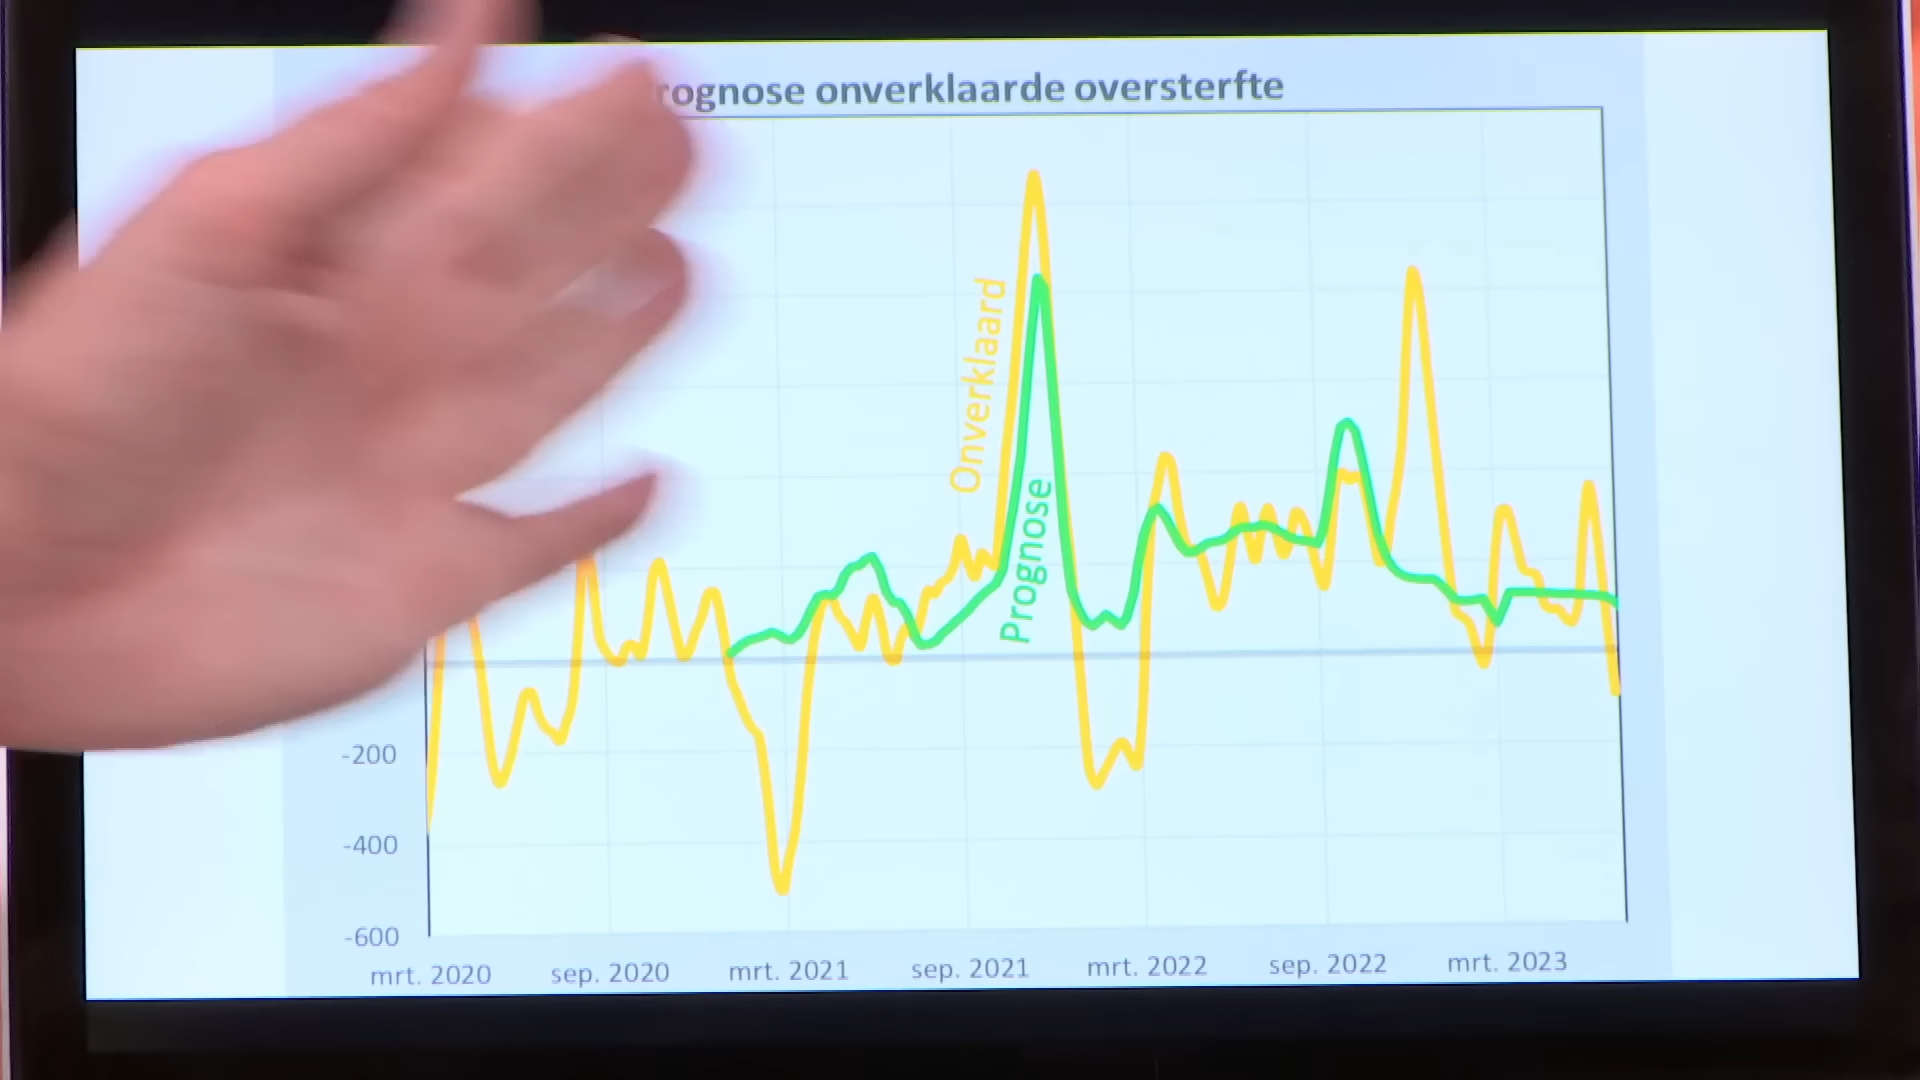 rognose onverklaarde oversterfte
Onverklaard
Prognose
-200
-400
-600
mrt. 2020 sep. 2020 mrt. 2021 sep. 2021 mrt. 2022 sep. 2022 mrt. 2023